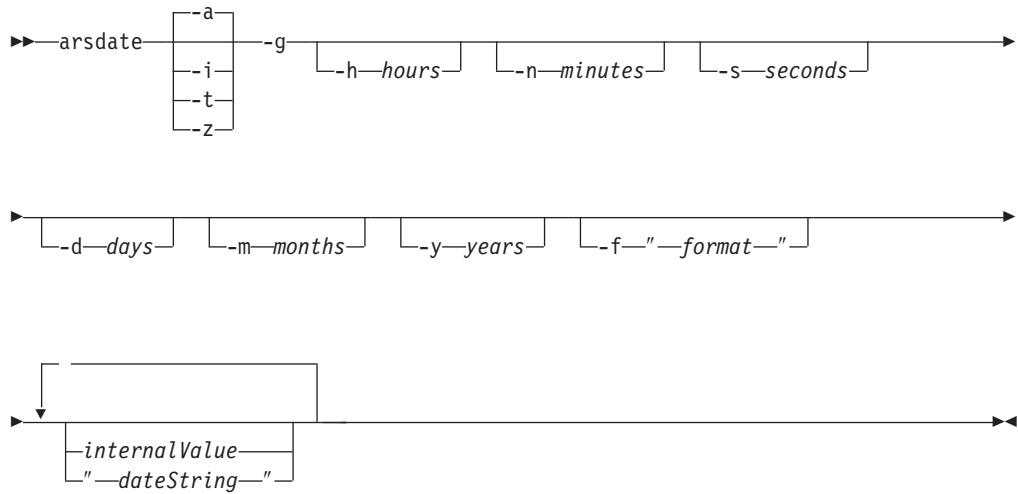 -a
arsdate -g
-i -h hours -n minutes -s seconds
-t
-z
-d days -m months -y years -f " format "
internalValue
" dateString "